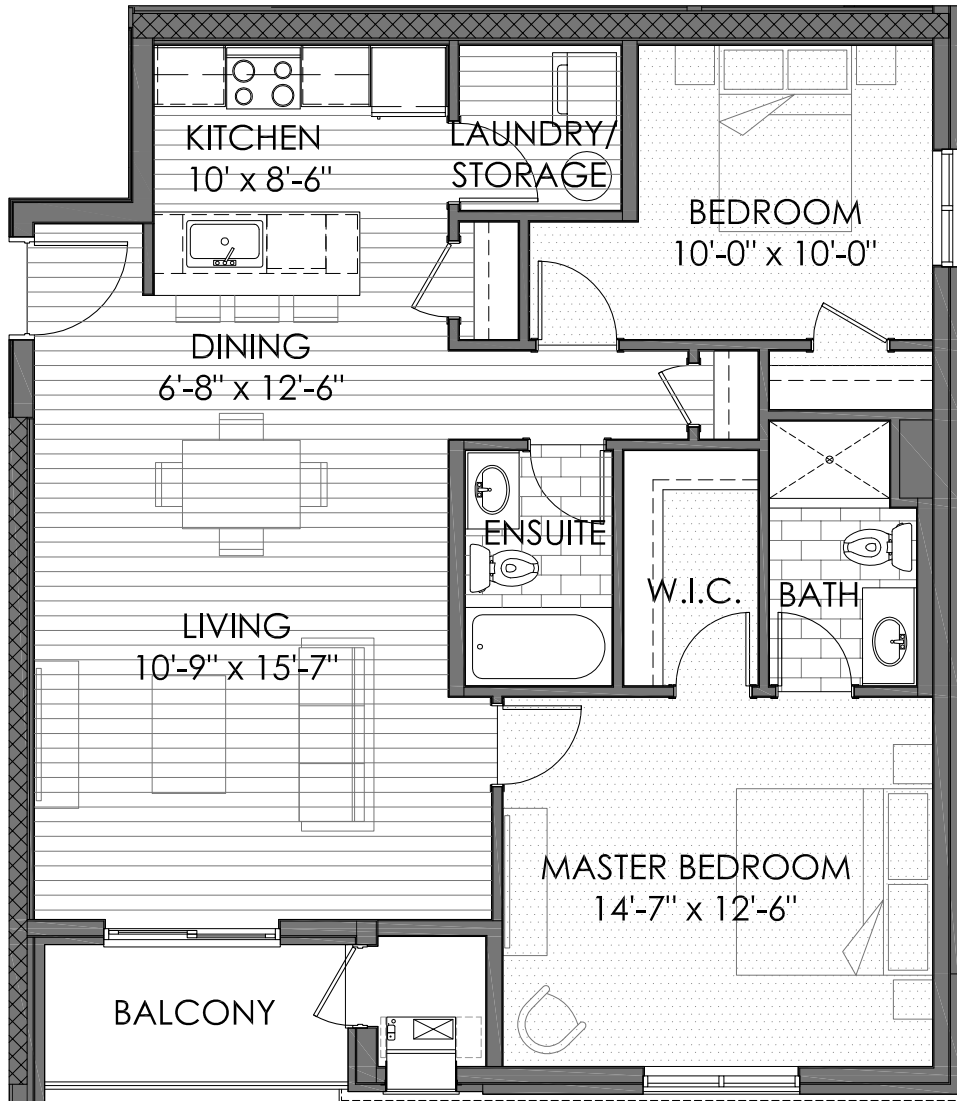 KITCHEN
10' x 8'-6"
LAUNDRY/
STORAGE
BEDROOM
10'-0" x 10'-0"
DINING
6'-8" x 12'-6"
ENSUITE
W.I.C.
BATH
LIVING
10'-9" x 15'-7"
MASTER BEDROOM
14'-7" x 12'-6"
BALCONY